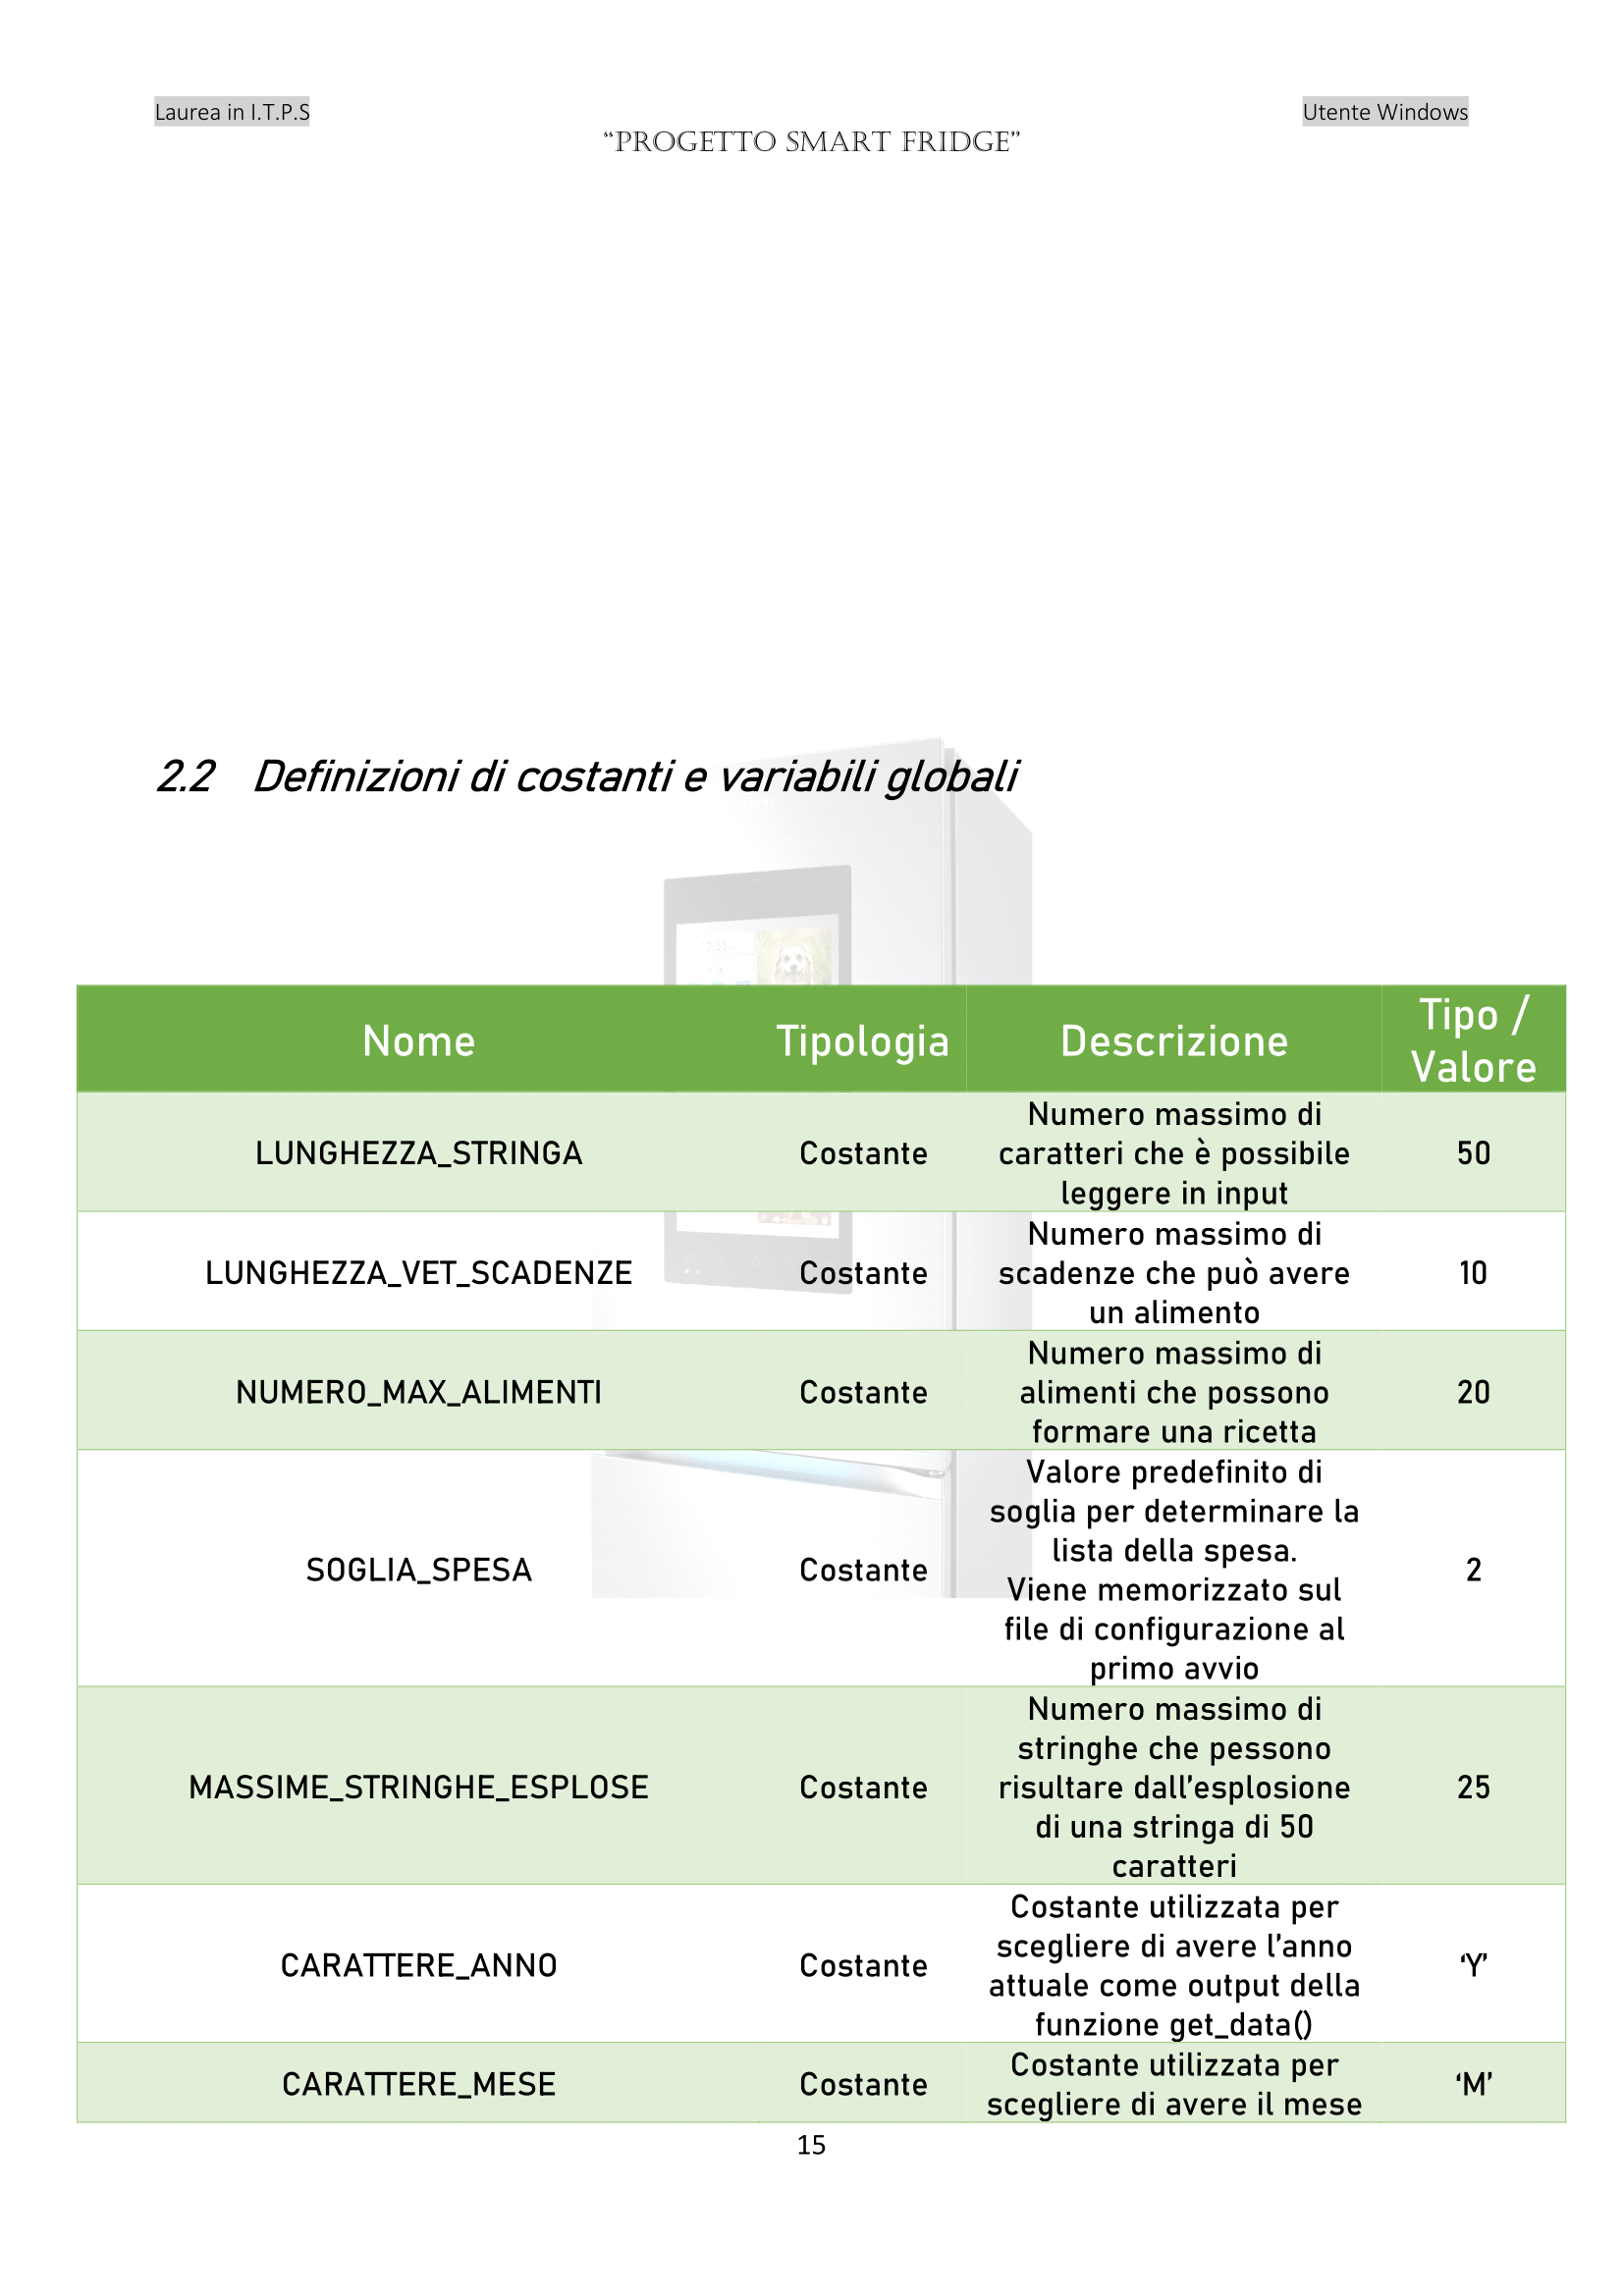 Laurea in I.T.P.S
Utente Windows
“PROGETTO SMART FRIDGE”
2.2 Definizioni di costanti e variabili globali
Nome
Tipologia
Descrizione
Tipo /
Valore
LUNGHEZZA_STRINGA
Costante
Numero massimo di
caratteri che è possibile
leggere in input
50
LUNGHEZZA_VET_SCADENZE
Costante
Numero massimo di
scadenze che può avere
un alimento
10
NUMERO_MAX_ALIMENTI
Costante
Numero massimo di
alimenti che possono
formare una ricetta
20
SOGLIA_SPESA
Costante
Valore predefinito di
soglia per determinare la
lista della spesa.
Viene memorizzato sul
file di configurazione al
primo avvio
2
MASSIME_STRINGHE_ESPLOSE
Costante
Numero massimo di
stringhe che pessono
risultare dall’esplosione
di una stringa di 50
caratteri
25
CARATTERE_ANNO
Costante
Costante utilizzata per
scegliere di avere l’anno
attuale come output della
funzione get_data()
‘Y’
CARATTERE_MESE
Costante
Costante utilizzata per
scegliere di avere il mese
‘M’
15